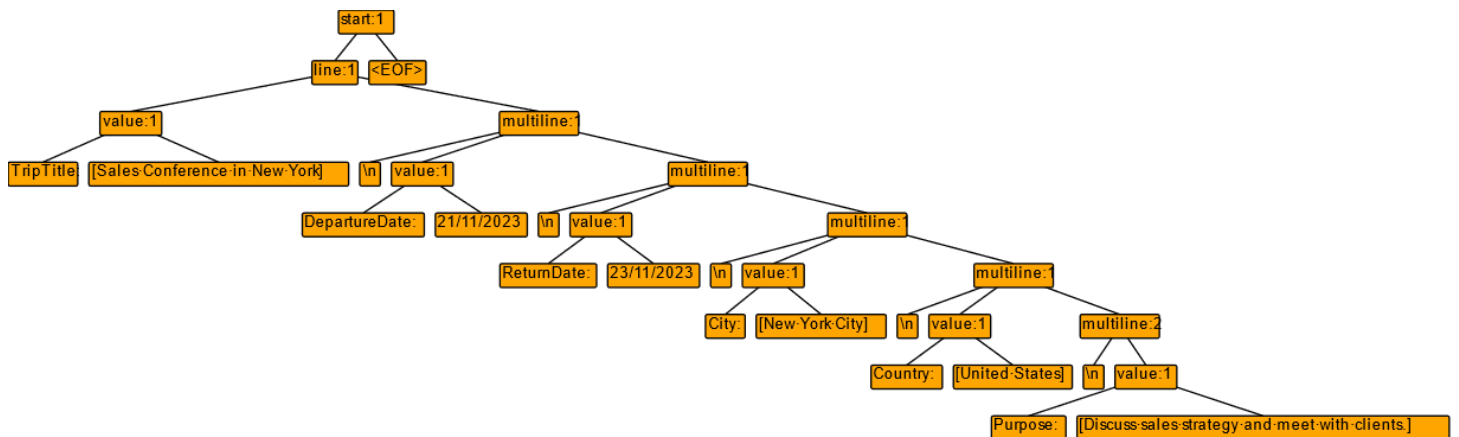 start:1
line:1 <EOF>
value:1 multiline:1
TripTitle: [Sales·Conference·in·New·York] \n value:1 multiline:1
DepartureDate: 21/11/2023 \n value:1 multiline:1
ReturnDate: 23/11/2023 \n value:1 multiline:1
City: [New·York·City] \n value:1 multiline:2
Country: [United·States] \n value:1
Purpose: [Discuss·sales·strategy·and·meet·with·clients.]